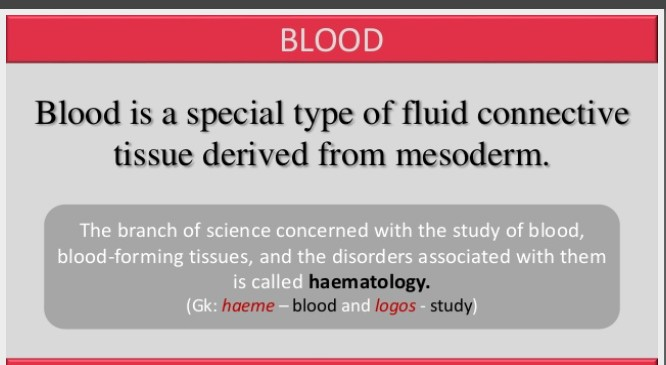 BLOOD
Blood is a special type of fluid connective
tissue derived from mesoderm.
The branch of science concerned with the study of blood,
blood-forming tissues, and the disorders associated with them
is called haematology.
(Gk: haeme – blood and logos - study)